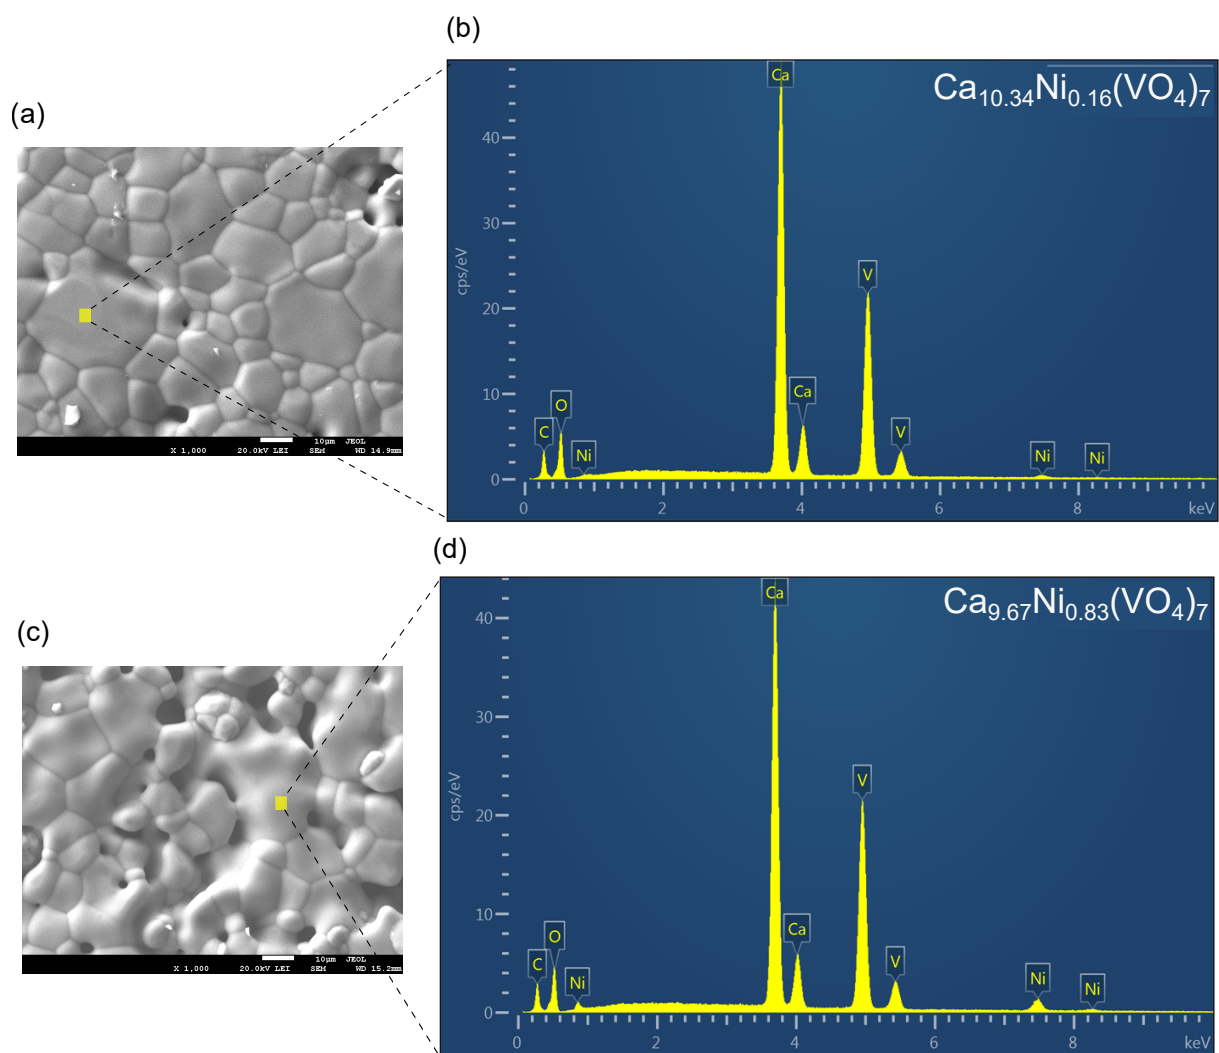 (b)
(a)
Ca₁₀.₃₄Ni₀.₁₆(VO₄)₇
Ca
40
30
V
cps/eV
20
Ca
O
10
C
V
Ni
Ni
Ni
0
0
2
4
6
8
keV
10µm JEOL
X 1,000 20.0kV LEI SEM WD 14.9mm
(d)
(c)
Ca₉.₆₇Ni₀.₈₃(VO₄)₇
Ca
40
30
V
cps/eV
20
10
O
Ca
C
V
Ni
Ni
Ni
0
0
2
4
6
8
keV
10µm JEOL
X 1,000 20.0kV LEI SEM WD 15.2mm